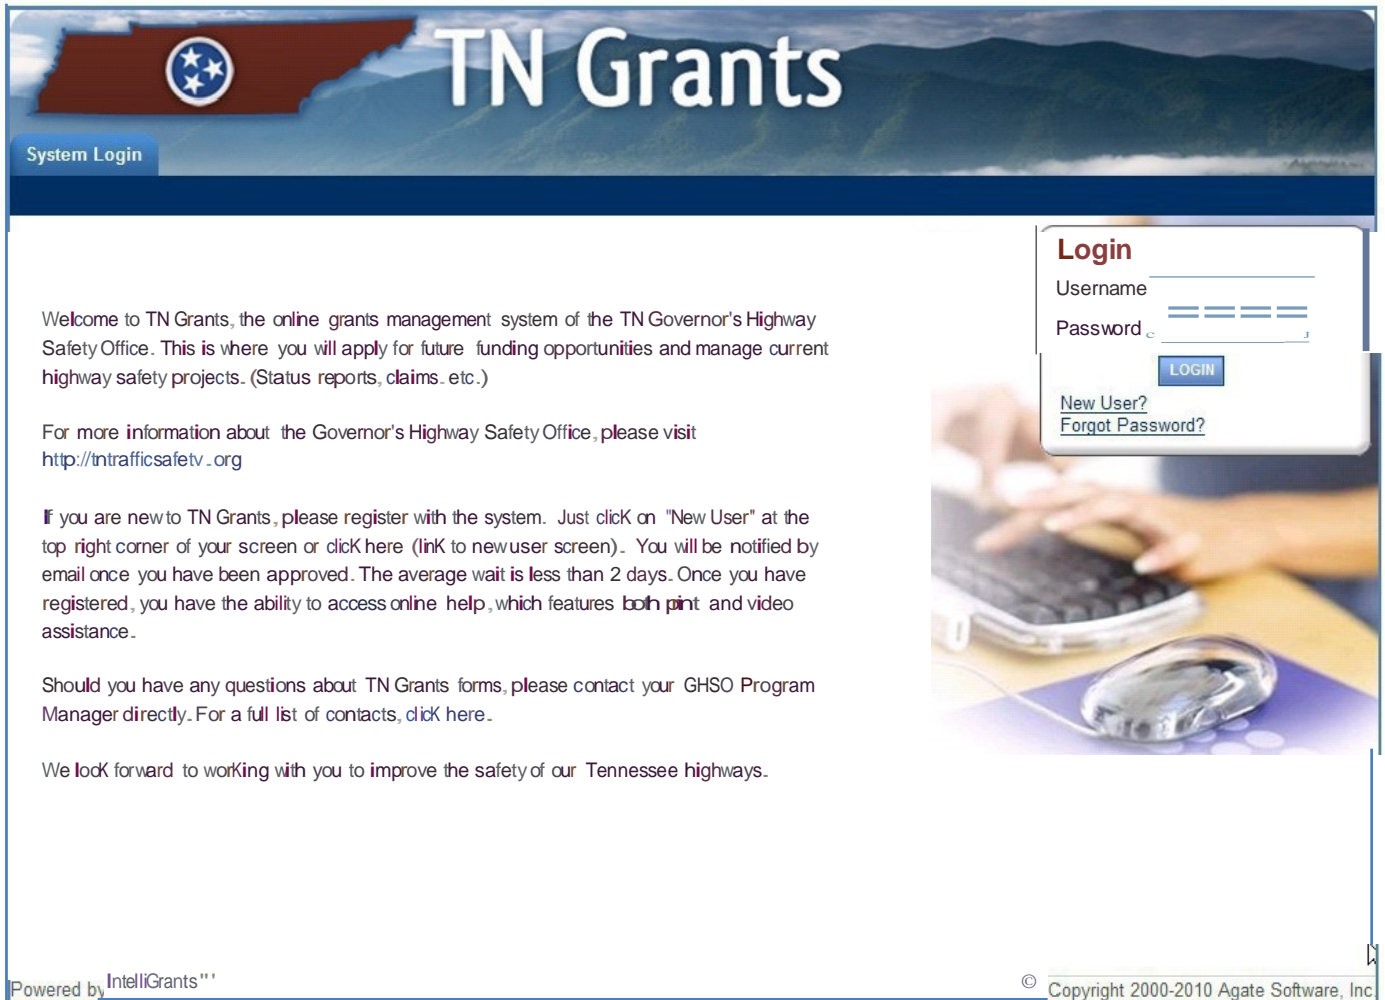 TN Grants
System Login
Login
Username
Password
LOGIN
New User?
Forgot Password?
Welcome to TN Grants, the online grants management system of the TN Governor's Highway
Safety Office. This is where you will apply for future funding opportunities and manage current
highway safety projects. (Status reports, claims. etc.)
For more information about the Governor's Highway Safety Office, please visit
http://tntrafficsafetv.org
If you are new to TN Grants, please register with the system. Just clicK on "New User" at the
top right corner of your screen or clicK here (linK to new user screen). You will be notified by
email once you have been approved. The average wait is less than 2 days. Once you have
registered, you have the ability to access online help, which features both print and video
assistance.
Should you have any questions about TN Grants forms, please contact your GHSO Program
Manager directly. For a full list of contacts, clicK here.
We looK forward to worKing with you to improve the safety of our Tennessee highways.
Powered by IntelliGrants"'
© Copyright 2000-2010 Agate Software, Inc